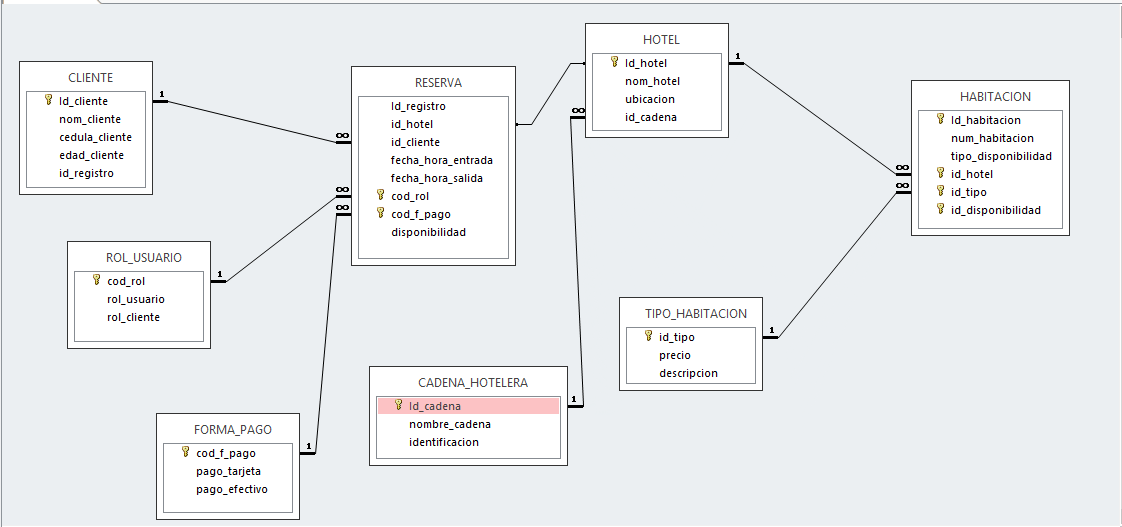 CLIENTE
Id_cliente
nom_cliente
cedula_cliente
edad_cliente
id_registro
1
∞
RESERVA
Id_registro
id_hotel
id_cliente
fecha_hora_entrada
fecha_hora_salida
cod_rol
cod_f_pago
disponibilidad
∞
∞
HOTEL
Id_hotel
nom_hotel
ubicacion
id_cadena
1
∞
HABITACION
Id_habitacion
num_habitacion
tipo_disponibilidad
id_hotel
id_tipo
id_disponibilidad
∞
∞
ROL_USUARIO
cod_rol
rol_usuario
rol_cliente
1
TIPO_HABITACION
id_tipo
precio
descripcion
1
CADENA_HOTELERA
Id_cadena
nombre_cadena
identificacion
1
FORMA_PAGO
cod_f_pago
pago_tarjeta
pago_efectivo
1